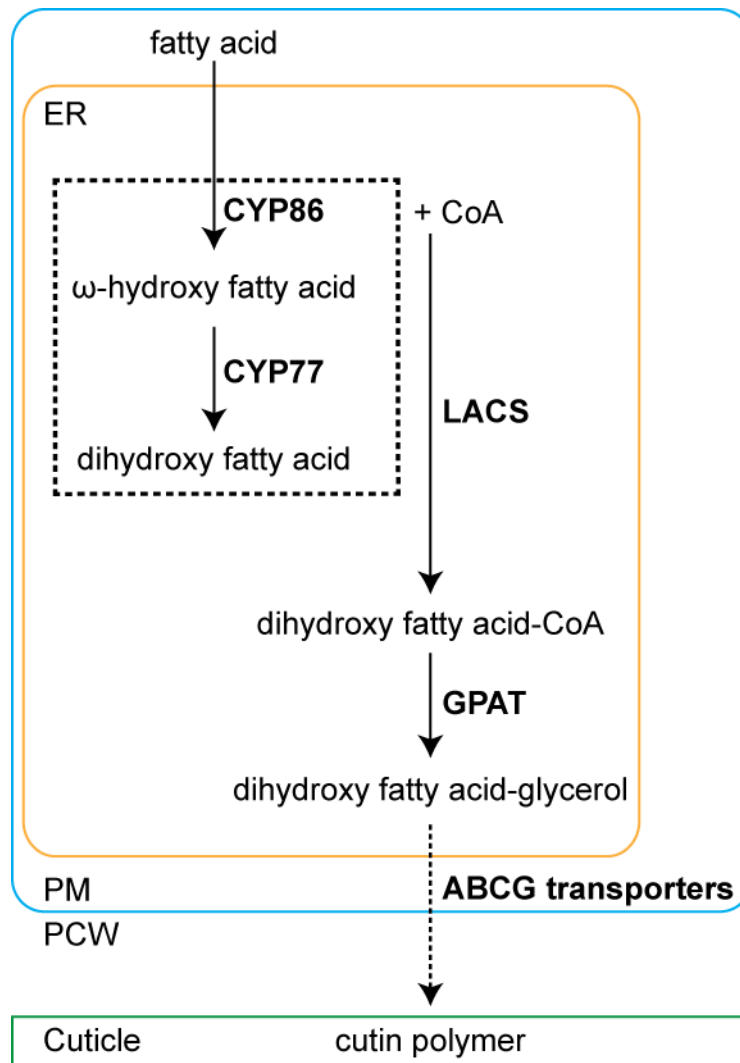 fatty acid
ER
CYP86
+ CoA
ω-hydroxy fatty acid
CYP77
LACS
dihydroxy fatty acid
dihydroxy fatty acid-CoA
GPAT
dihydroxy fatty acid-glycerol
PM
ABCG transporters
PCW
Cuticle
cutin polymer